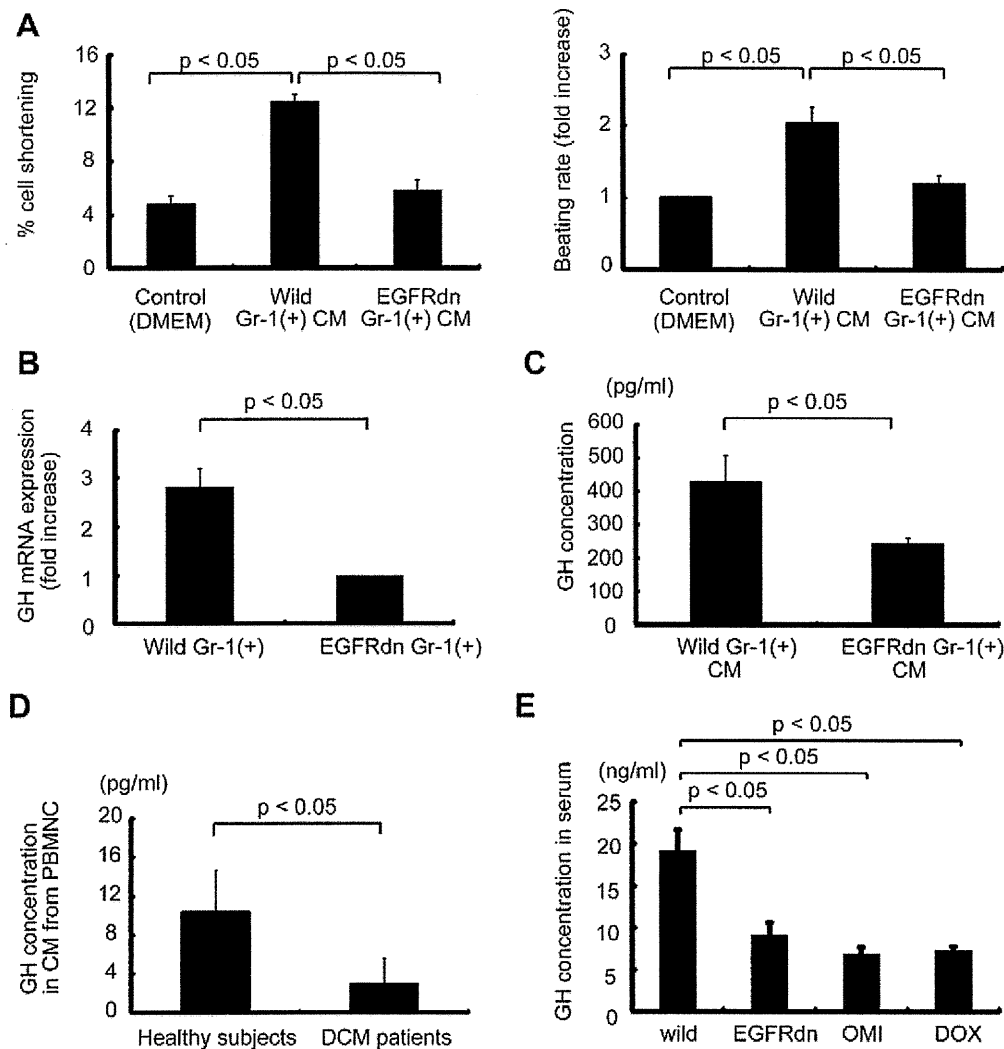 A
% cell shortening
16
12
8
4
0
p < 0.05
p < 0.05
Control
(DMEM)
Wild
Gr-1(+) CM
EGFRdn
Gr-1(+) CM
Beating rate (fold increase)
3
2
1
0
p < 0.05
p < 0.05
Control
(DMEM)
Wild
Gr-1(+) CM
EGFRdn
Gr-1(+) CM
B
GH mRNA expression
(fold increase)
4
3
2
1
0
p < 0.05
Wild Gr-1(+)
EGFRdn Gr-1(+)
C
(pg/ml)
GH concentration
600
500
400
300
200
100
0
p < 0.05
Wild Gr-1(+)
CM
EGFRdn Gr-1(+)
CM
D
(pg/ml)
GH concentration
in CM from PBMNC
20
16
12
8
4
0
p < 0.05
Healthy subjects
DCM patients
E
(ng/ml)
GH concentration in serum
25
20
15
10
5
0
p < 0.05
p < 0.05
p < 0.05
wild
EGFRdn
OMI
DOX